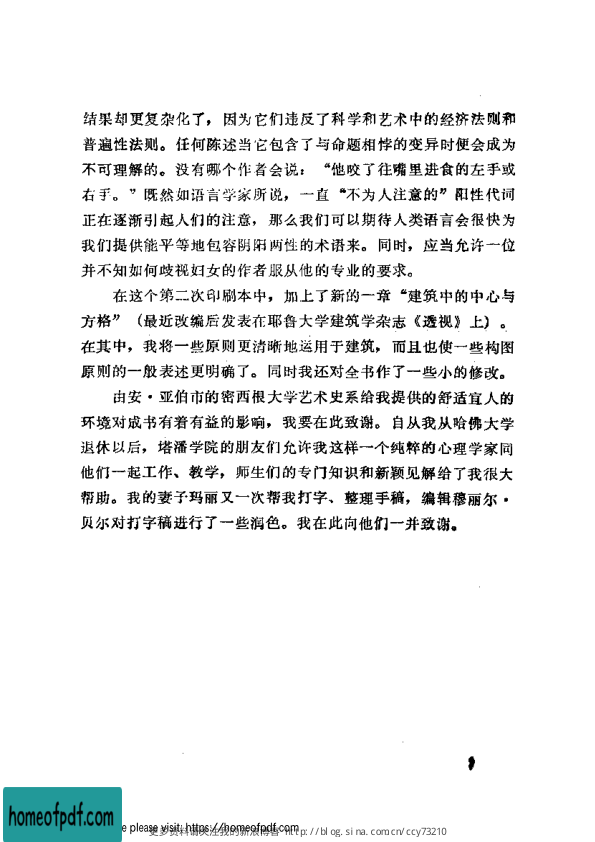 结果却更复杂化了，因为它们违反了科学和艺术中的经济法则和
普遍性法则。任何陈述当它包含了与命题相悖的变异时便会成为
不可理解的。没有哪个作者会说：“他咬了往嘴里进食的左手或
右手。”既然如语言学家所说，一直“不为人注意的”阳性代词
正在逐渐引起人们的注意，那么我们可以期待人类语言会很快为
我们提供能平等地包容阴阳两性的术语来。同时，应当允许一位
并不知如何歧视妇女的作者服从他的专业的要求。
在这个第二次印刷本中，加上了新的一章“建筑中的中心与
方格”（最近改编后发表在耶鲁大学建筑学杂志《透视》上）。
在其中，我将一些原则更清晰地运用于建筑，而且也使一些构图
原则的一般表述更明确了。同时我还对全书作了一些小的修改。
由安·亚伯市的密西根大学艺术史系给我提供的舒适宜人的
环境对成书有着有益的影响，我要在此致谢。自从我从哈佛大学
退休以后，塔潘学院的朋友们允许我这样一个纯粹的心理学家同
他们一起工作、教学，师生们的专门知识和新颖见解给了我很大
帮助。我的妻子玛丽又一次帮我打字、整理手稿，编辑穆丽尔·
贝尔对打字稿进行了一些润色。我在此向他们一并致谢。
9
homeofpdf.com
e please visit: https://homeofpdf.com
更多资料请关注我的新浪博客 http://blog.sina.com.cn/ccy73210